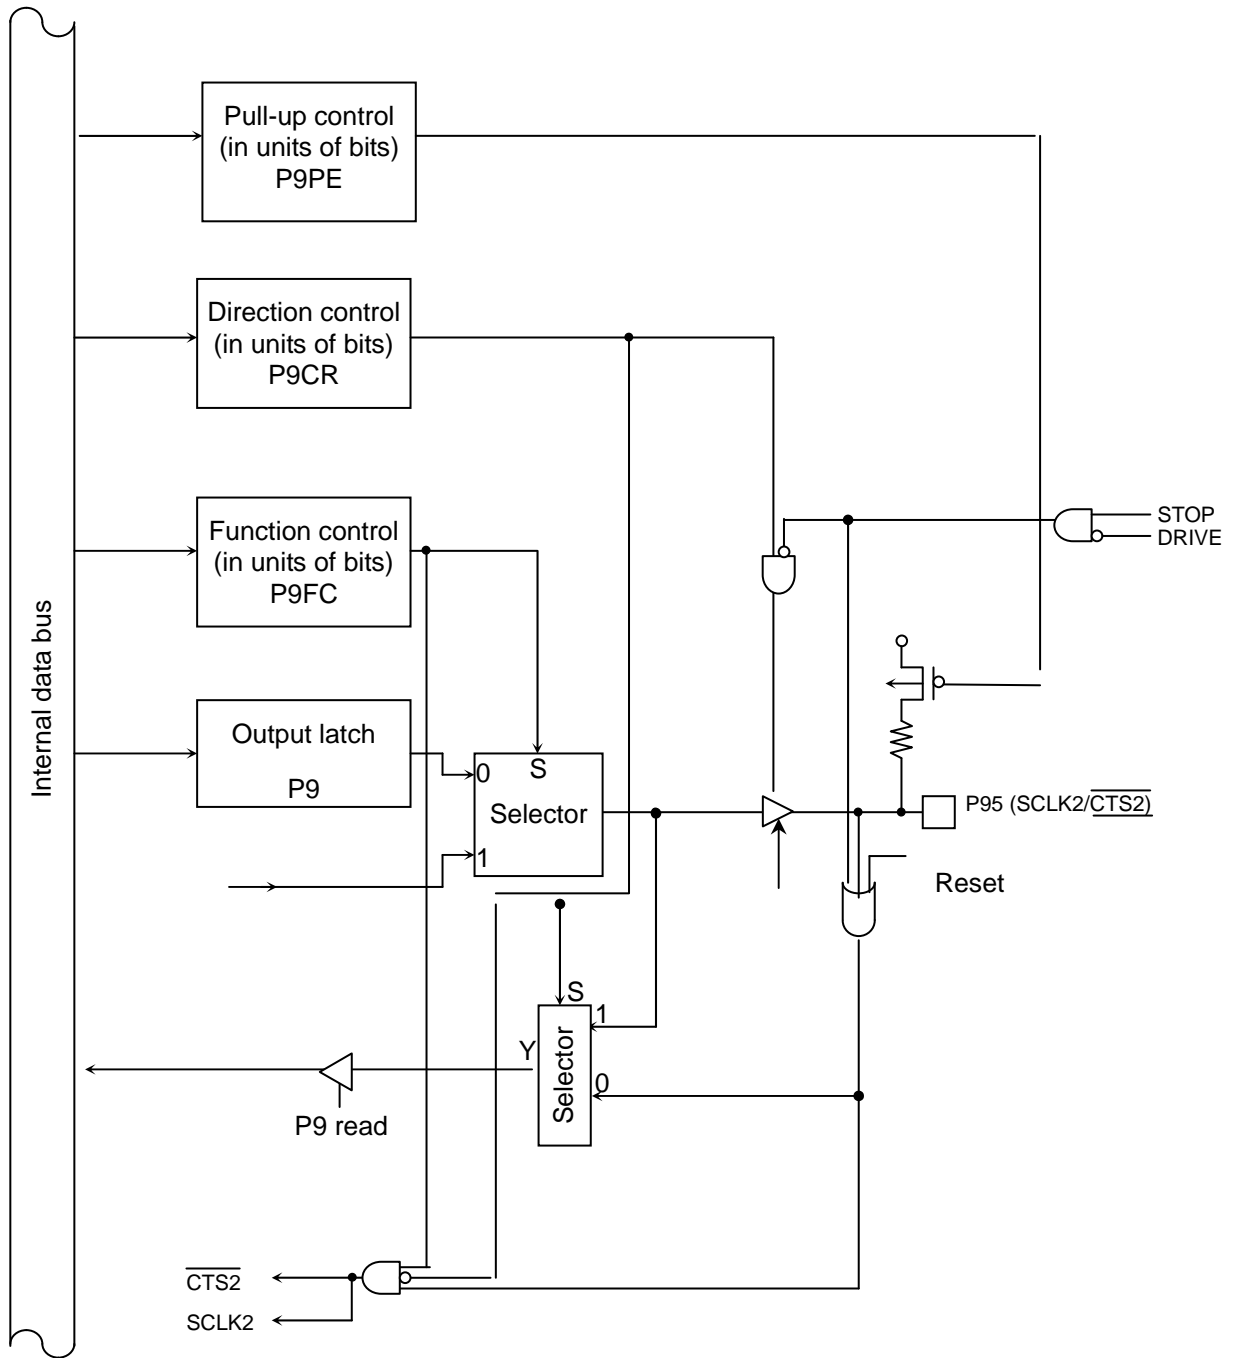 Pull-up control
(in units of bits)
P9PE
Direction control
(in units of bits)
P9CR
Function control
(in units of bits)
P9FC
STOP
DRIVE
Internal data bus
Output latch
P9
0
S
Selector
1
P95 (SCLK2/CTS2)
Reset
S
1
Y
Selector
0
P9 read
CTS2
SCLK2